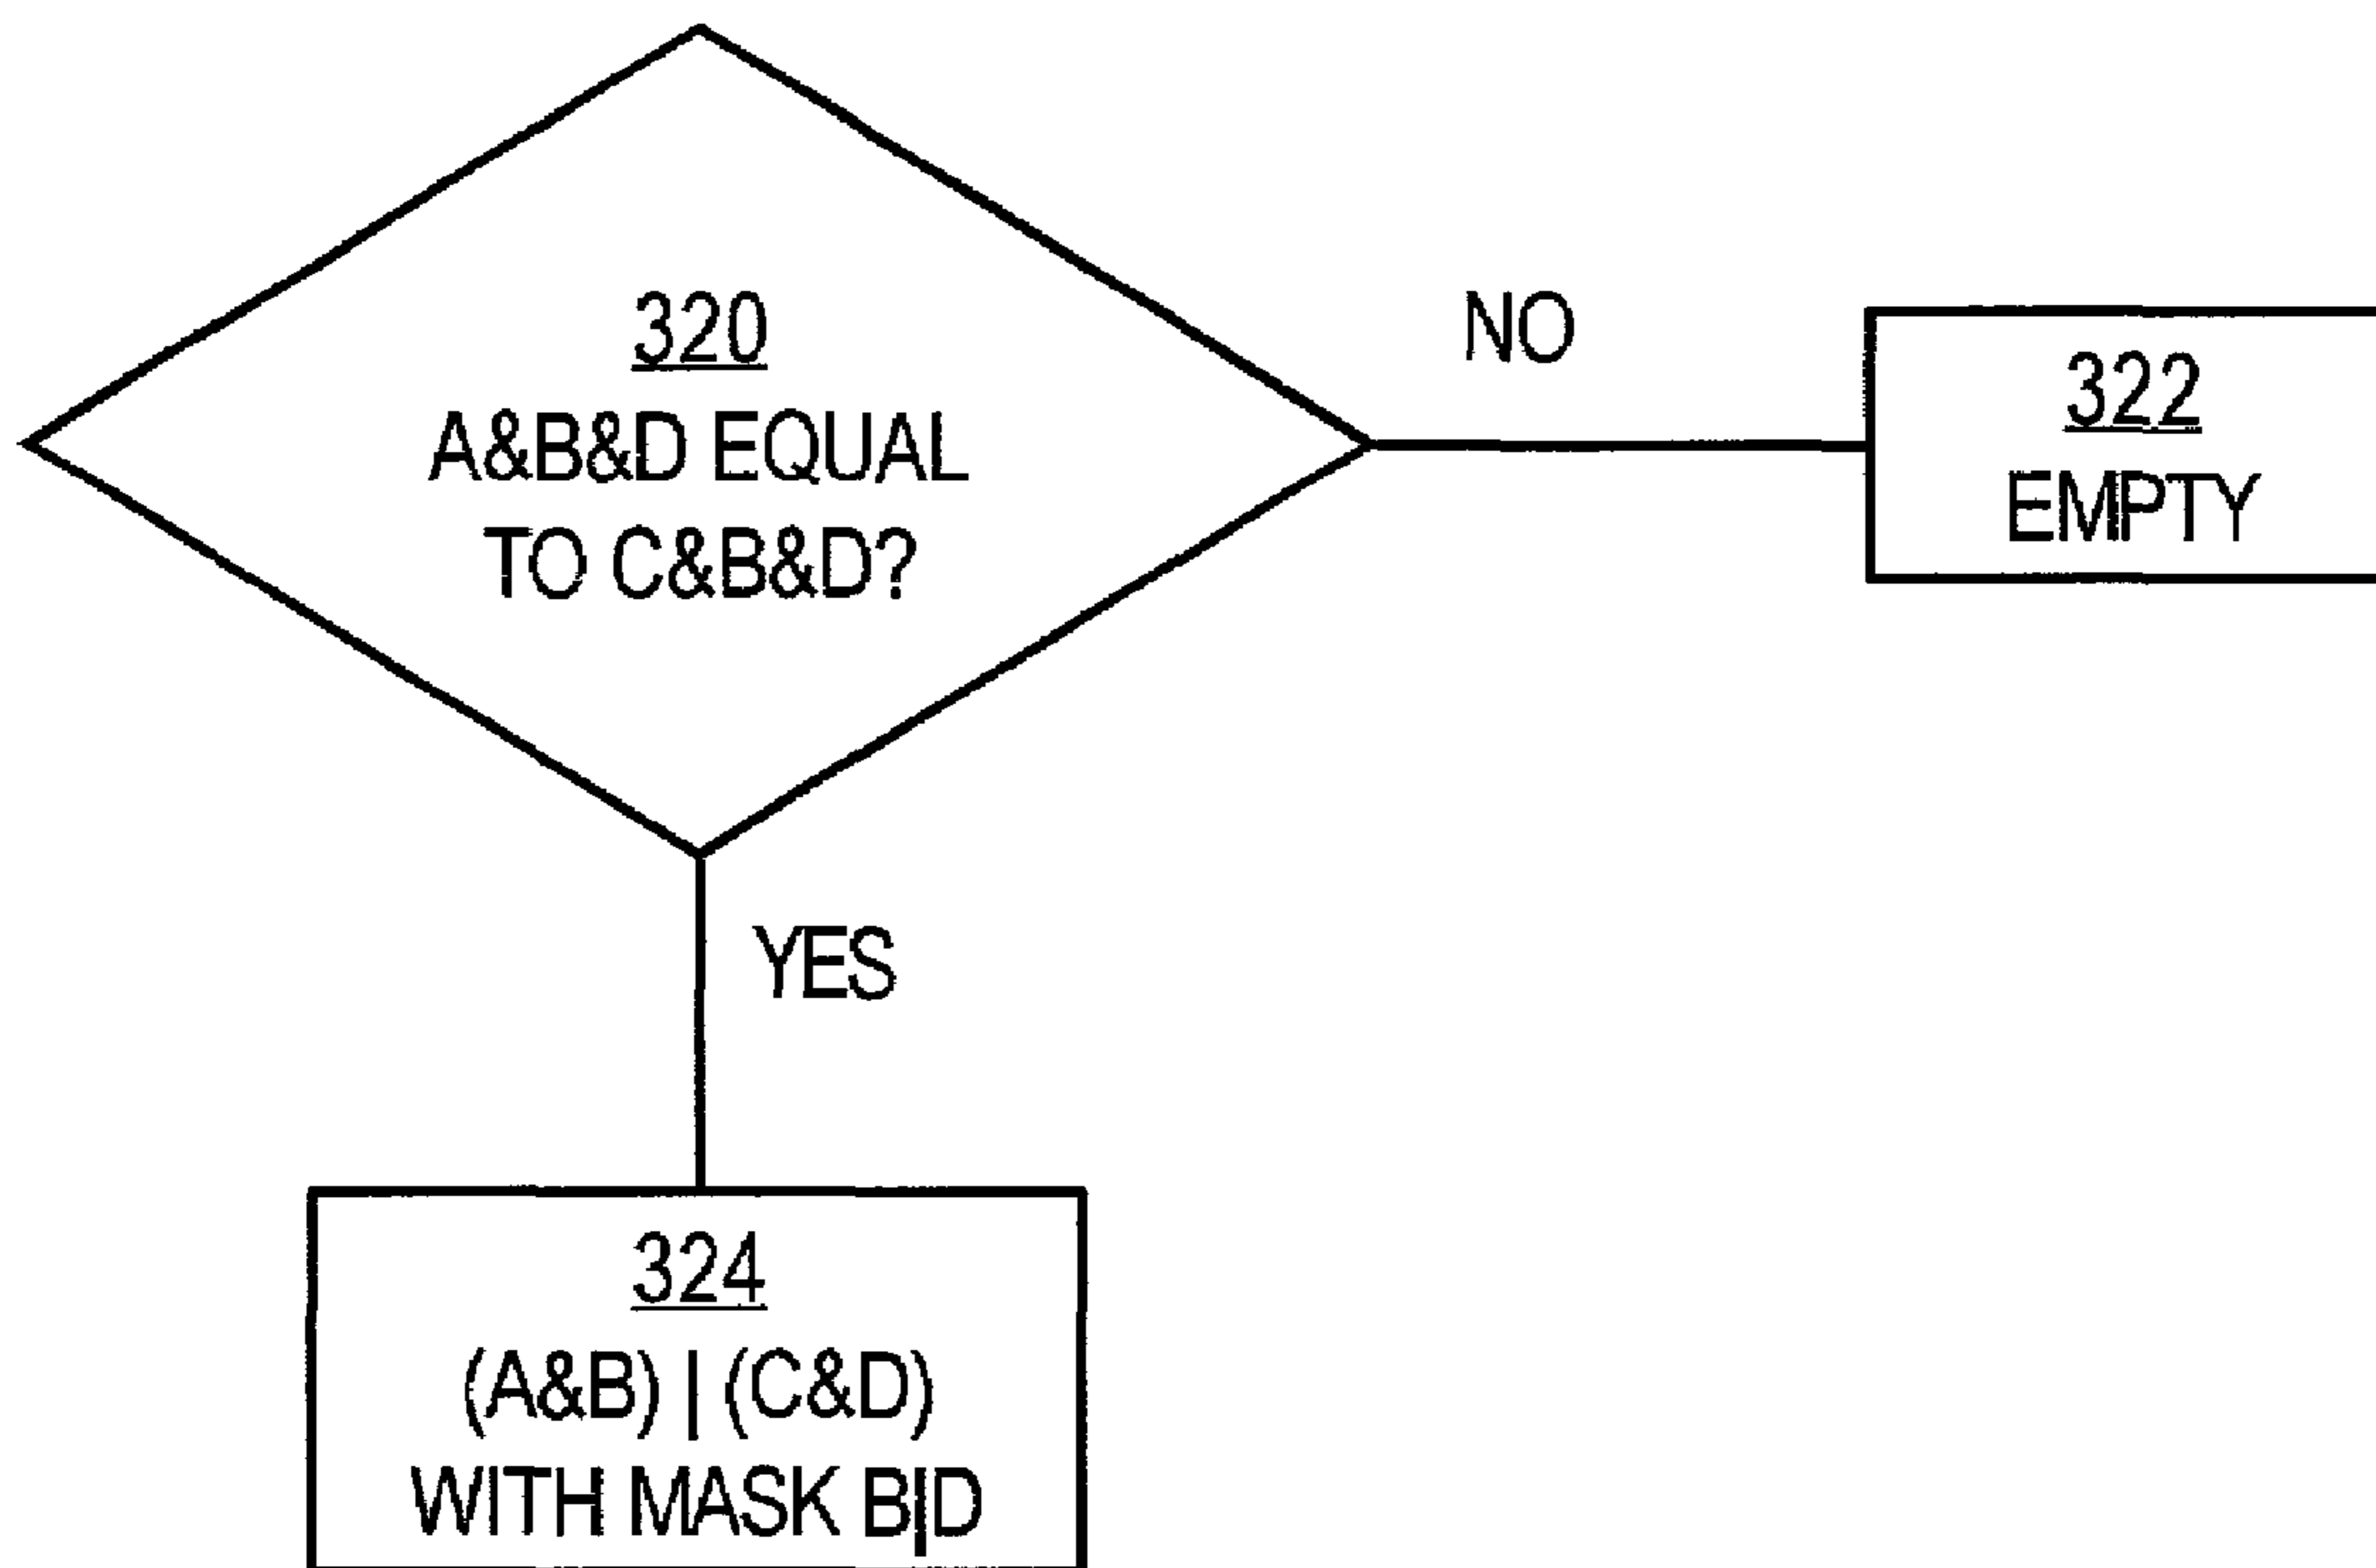 320
A&B&D EQUAL
TO C&B&D?
NO
322
EMPTY
YES
324
(A&B) | (C&D)
WITH MASK B|D